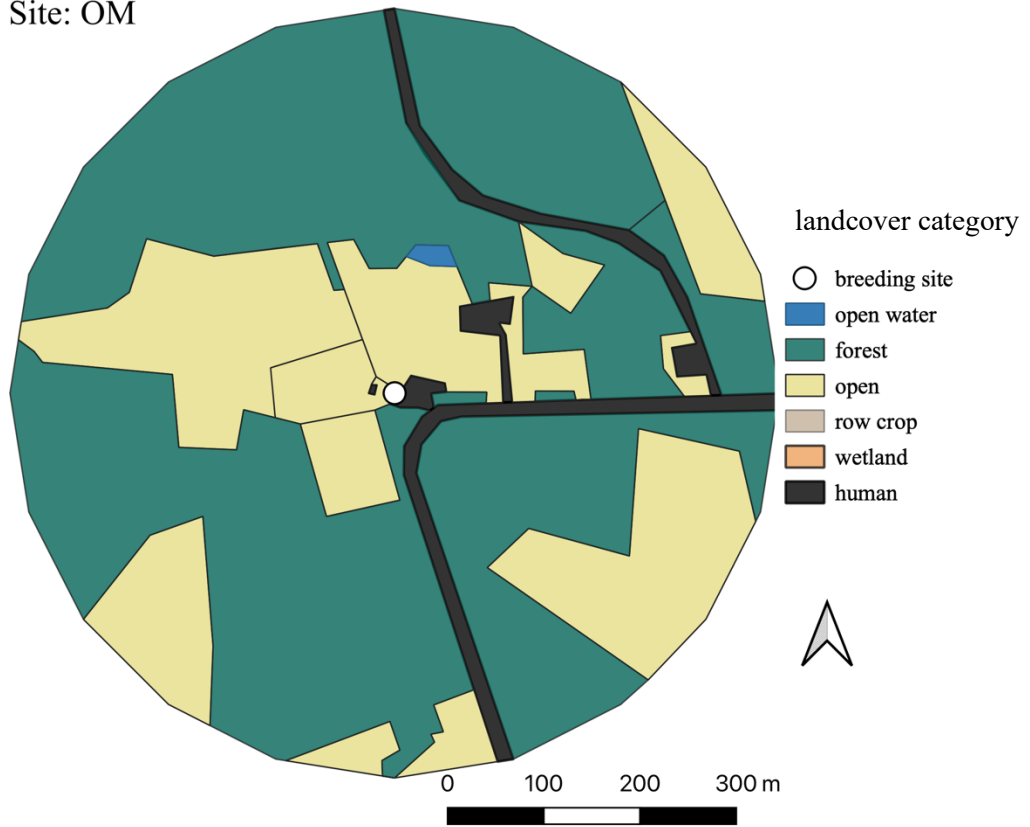 Site: OM
landcover category
breeding site
open water
forest
open
row crop
wetland
human
0 100 200 300 m